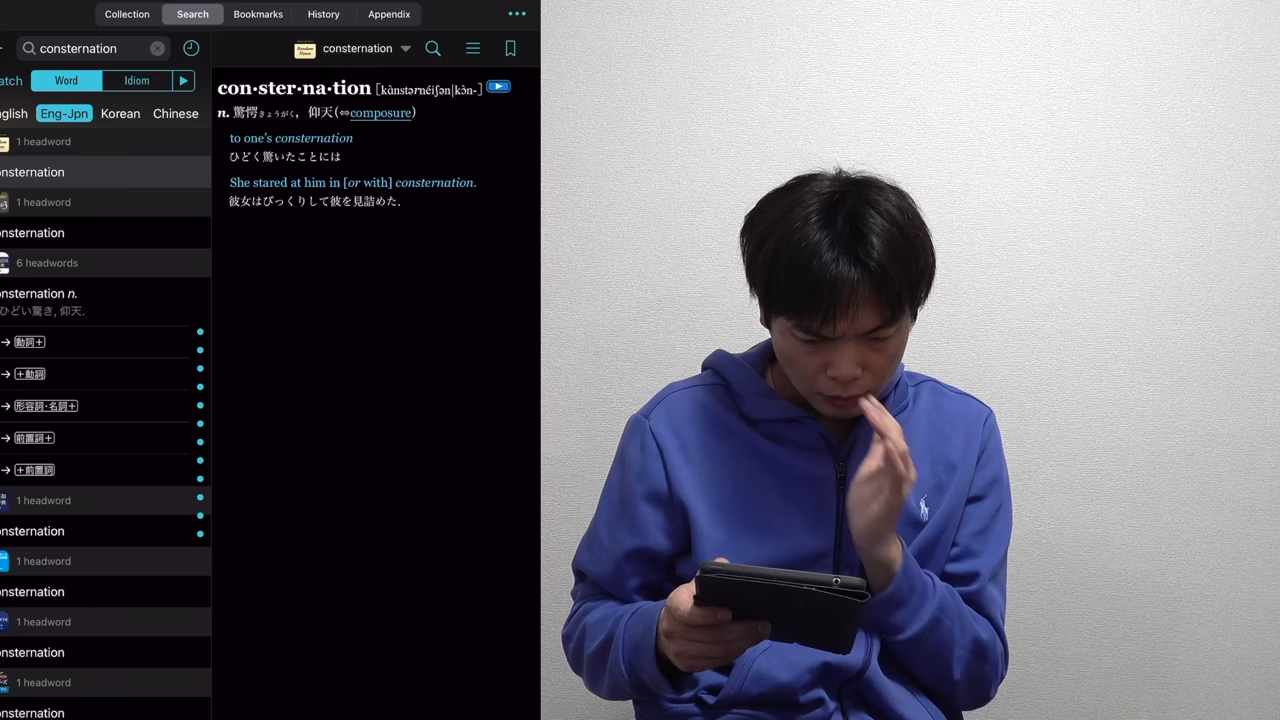 Collection Search Bookmarks History Appendix
consternation
atch Word Idiom
nglish Eng-Jpn Korean Chinese
1 headword
onsternation
1 headword
onsternation
6 headwords
onsternation n.
ひどい驚き, 仰天.
→ 動詞+
→ +動詞
→ 形容詞・名詞+
→ 前置詞+
→ +前置詞
1 headword
onsternation
1 headword
onsternation
1 headword
onsternation
1 headword
onsternation
Random House consternation
con·ster·na·tion [kὰnstərnéiʃən|kɔ̀n-]
n. 驚愕きょうがく, 仰天(⇔composure)
to one's consternation
ひどく驚いたことには
She stared at him in [or with] consternation.
彼女はびっくりして彼を見詰めた.